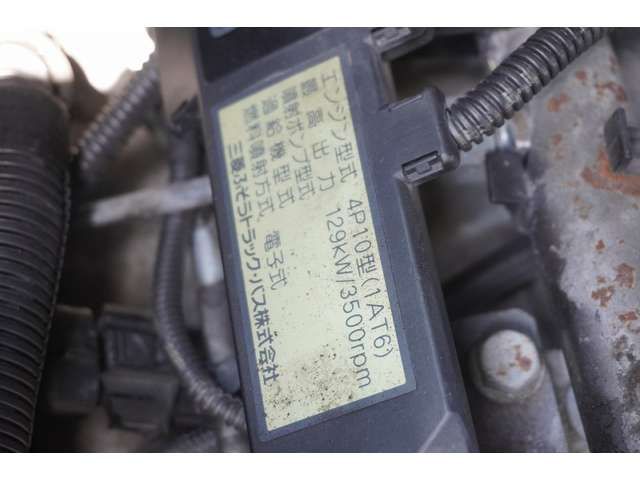 エンジン型式 4P10型(1AT6)
最高出力 129kW/3500rpm
噴射ポンプ型式
過給機型式
燃料噴射方式 電子式
三菱ふそうトラック・バス株式会社